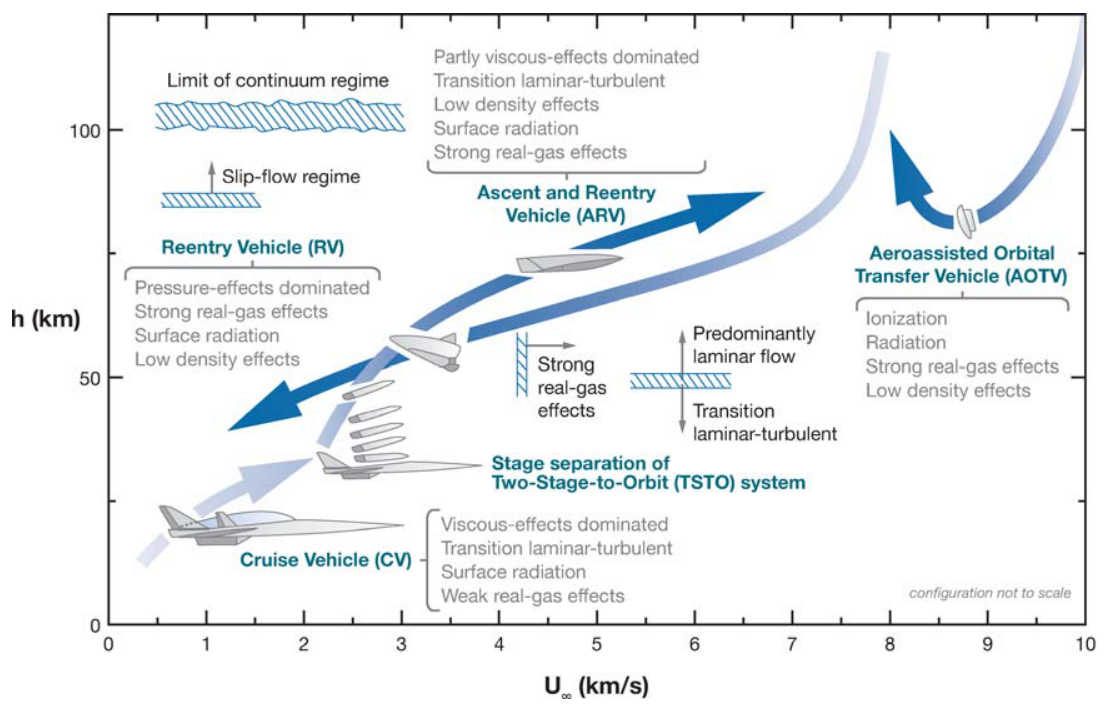 Partly viscous-effects dominated
Transition laminar-turbulent
Low density effects
Surface radiation
Strong real-gas effects
Ascent and Reentry
Vehicle (ARV)
Limit of continuum regime
Slip-flow regime
Reentry Vehicle (RV)
Pressure-effects dominated
Strong real-gas effects
Surface radiation
Low density effects
Aeroassisted Orbital
Transfer Vehicle (AOTV)
Ionization
Radiation
Strong real-gas effects
Low density effects
Strong
real-gas
effects
Predominantly
laminar flow
Transition
laminar-turbulent
Stage separation of
Two-Stage-to-Orbit (TSTO) system
Cruise Vehicle (CV)
Viscous-effects dominated
Transition laminar-turbulent
Surface radiation
Weak real-gas effects
configuration not to scale
h (km)
100
50
0
0 1 2 3 4 5 6 7 8 9 10
U∞ (km/s)